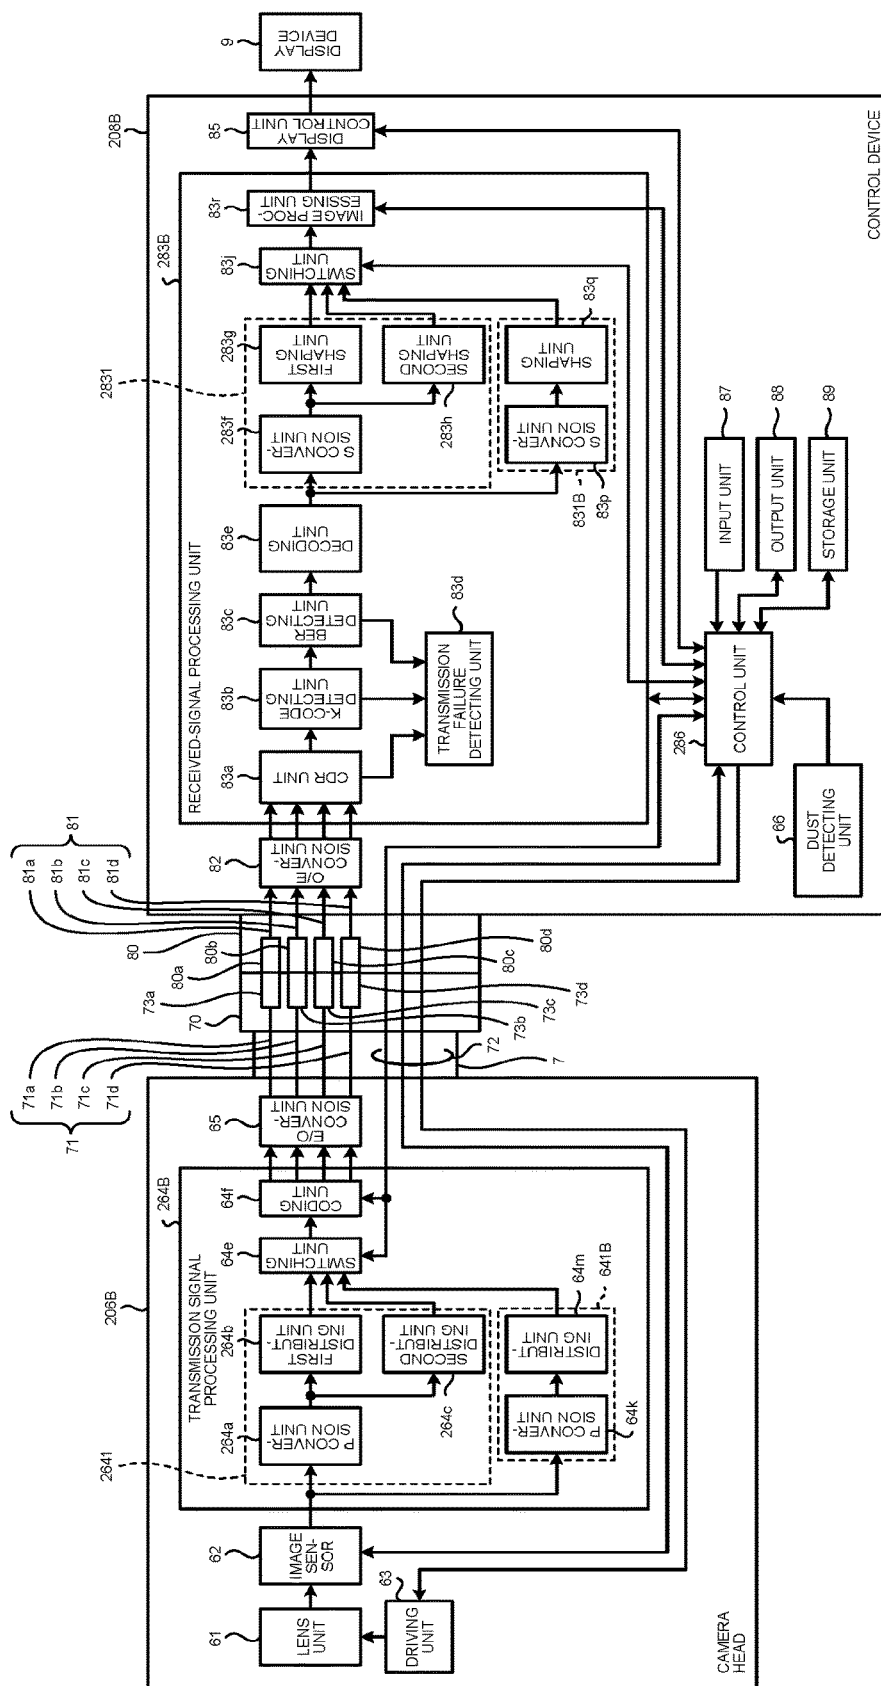 206B
61
LENS
UNIT
62
IMAGE
SEN-
SOR
63
DRIVING
UNIT
CAMERA
HEAD
264B
TRANSMISSION SIGNAL
PROCESSING UNIT
2641
264a
P CONVER-
SION UNIT
264b
FIRST
DISTRIBUT-
ING UNIT
264c
SECOND
DISTRIBUT-
ING UNIT
64k
P CONVER-
SION UNIT
64m
DISTRIBUT-
ING UNIT
641B
64e
SWITCHING
UNIT
64f
CODING
UNIT
65
E/O
CONVER-
SION UNIT
71
71a
71b
71c
71d
7
72
70
73a
73b
73c
73d
80
80a
80b
80c
80d
81
81a
81b
81c
81d
82
O/E
CONVER-
SION UNIT
208B
283B
RECEIVED-SIGNAL PROCESSING UNIT
83a
CDR UNIT
83b
K-CODE
DETECTING
UNIT
83c
BER
DETECTING
UNIT
83d
TRANSMISSION
FAILURE
DETECTING UNIT
83e
DECODING
UNIT
2831
283f
S CONVER-
SION UNIT
283g
FIRST
SHAPING
UNIT
283h
SECOND
SHAPING
UNIT
831B
83p
S CONVER-
SION UNIT
83q
SHAPING
UNIT
83j
SWITCHING
UNIT
83r
IMAGE PROC-
ESSING UNIT
85
DISPLAY
CONTROL UNIT
9
DISPLAY
DEVICE
66
DUST
DETECTING
UNIT
286
CONTROL UNIT
87
INPUT UNIT
88
OUTPUT UNIT
89
STORAGE UNIT
CONTROL DEVICE